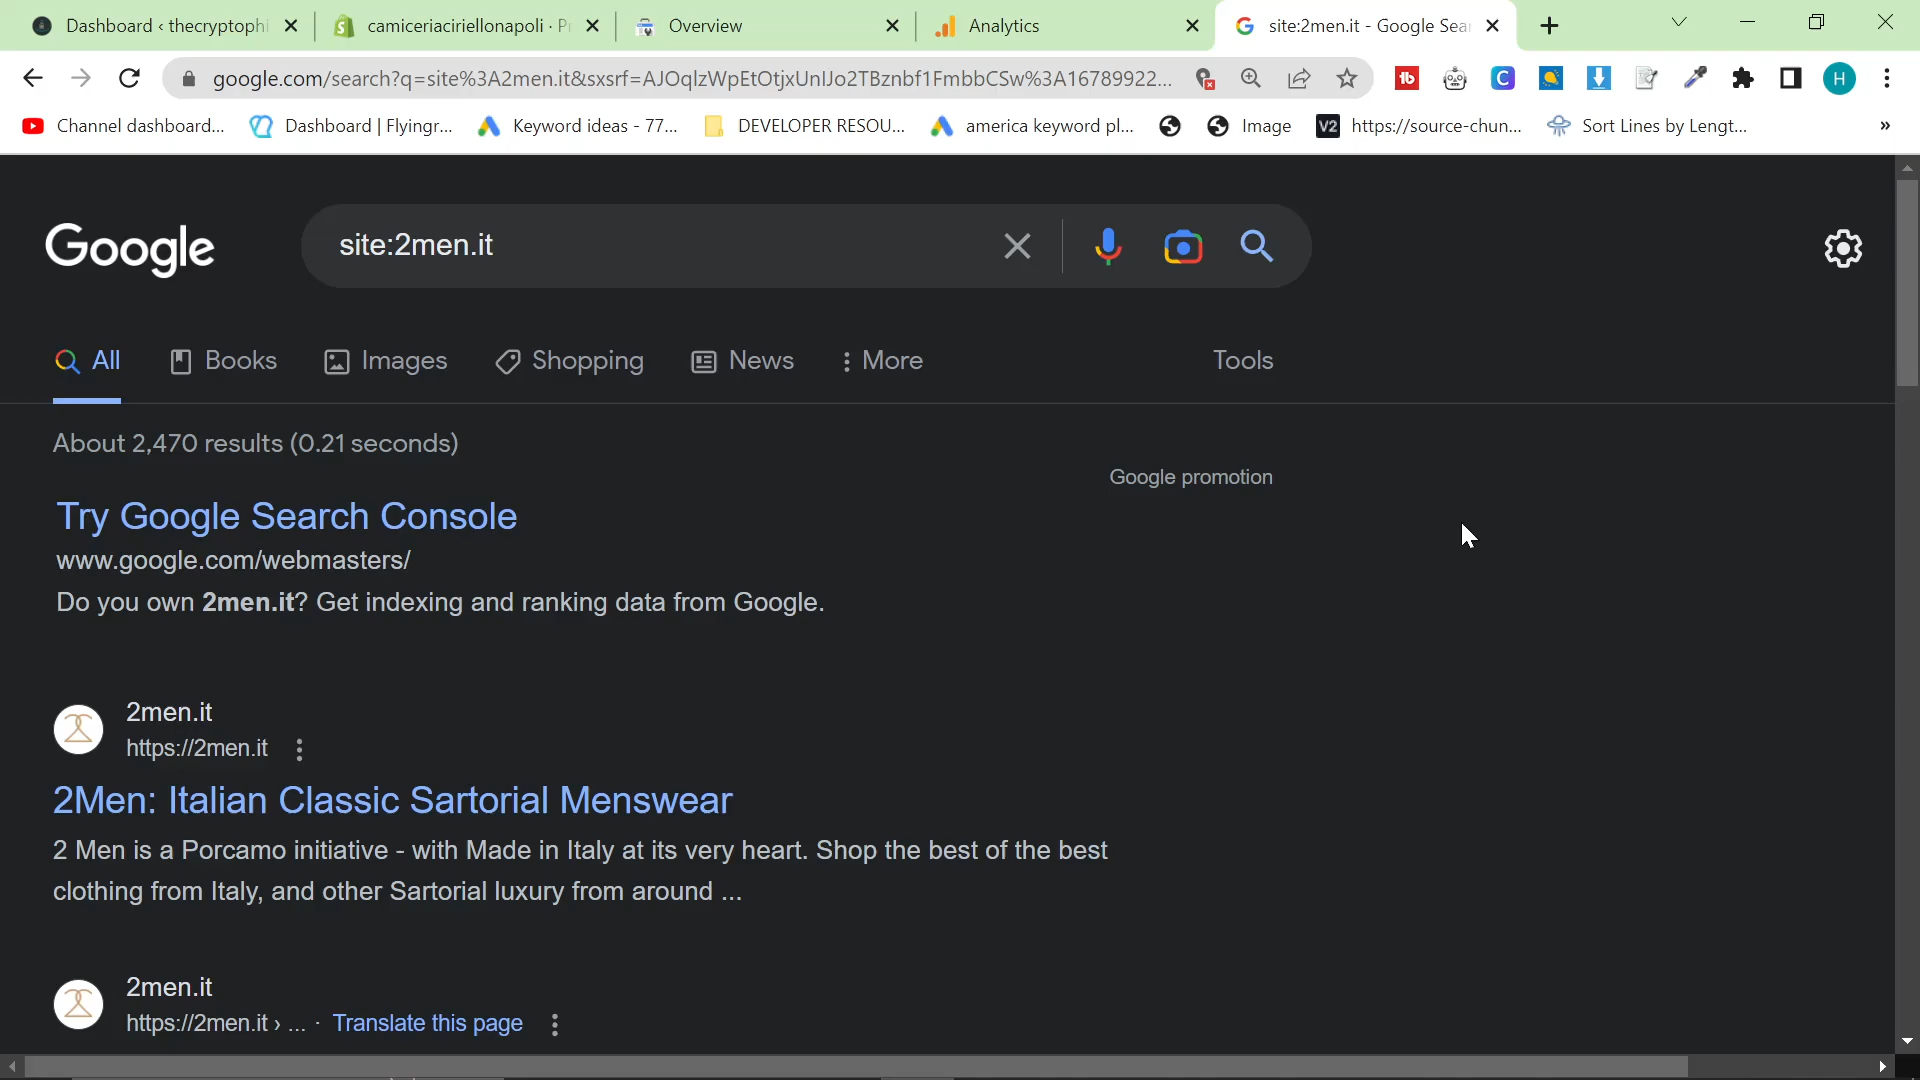 Dashboard ‹ thecryptophi
camiceriaciriellonapoli · P
Overview
Analytics
site:2men.it - Google Sea
google.com/search?q=site%3A2men.it&sxsrf=AJOqlzWpEtOtjxUnIJo2TBznbf1FmbbCSw%3A16789922...
H
Channel dashboard...
Dashboard | Flyingr...
Keyword ideas - 77...
DEVELOPER RESOU...
america keyword pl...
Image
V2 https://source-chun...
Sort Lines by Lengt...
»
Google
site:2men.it
All
Books
Images
Shopping
News
More
Tools
About 2,470 results (0.21 seconds)
Google promotion
Try Google Search Console
www.google.com/webmasters/
Do you own 2men.it? Get indexing and ranking data from Google.
2men.it
https://2men.it
2Men: Italian Classic Sartorial Menswear
2 Men is a Porcamo initiative - with Made in Italy at its very heart. Shop the best of the best
clothing from Italy, and other Sartorial luxury from around ...
2men.it
https://2men.it › ... · Translate this page